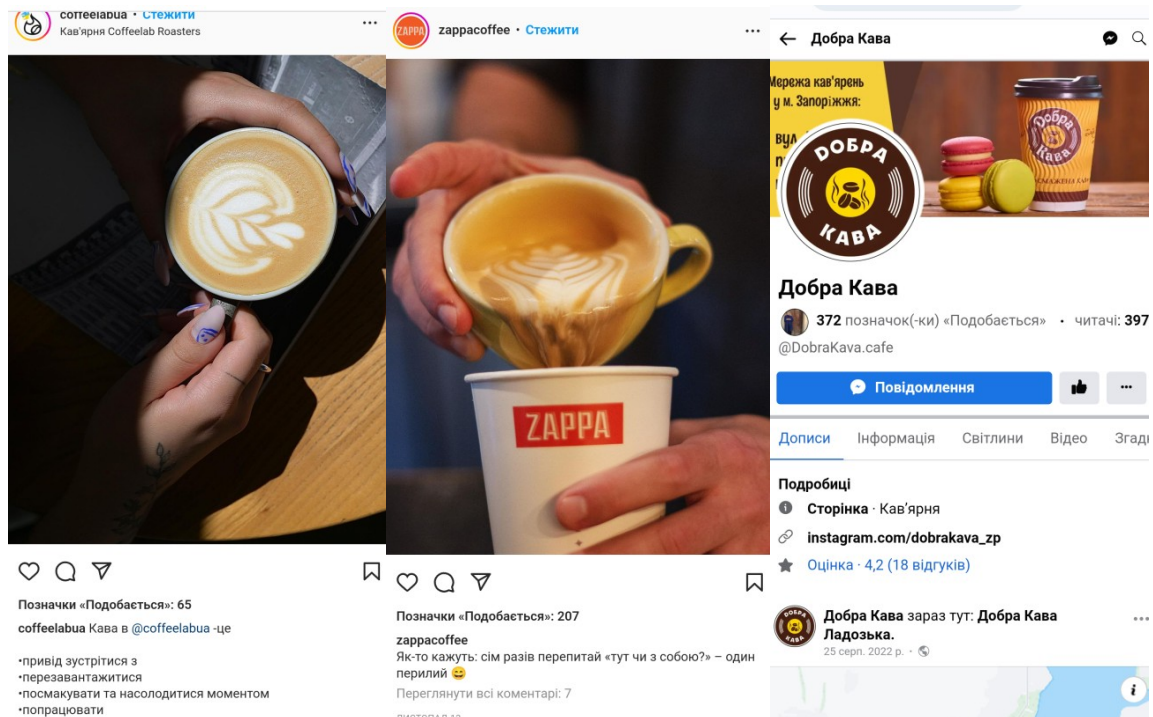 coffeelabua • Стежити
Кав'ярня Coffeelab Roasters
Позначки «Подобається»: 65
coffeelabua Кава в @coffeelabua -це
•привід зустрітися з
•перезавантажитися
•посмакувати та насолодитися моментом
•попрацювати
ZAPPA
zappacoffee • Стежити
ZAPPA
Позначки «Подобається»: 207
zappacoffee
Як-то кажуть: сім разів перепитай «тут чи з собою?» – один
перилий 😄
Переглянути всі коментарі: 7
Добра Кава
Мережа кав'ярень
у м. Запоріжжя:
вул.
ДОБРА
КАВА
Добра
Кава
Добра Кава
372 позначок(-ки) «Подобається» • читачі: 397
@DobraKava.cafe
Повідомлення
Дописи Інформація Світлини Відео
Подробиці
Сторінка · Кав'ярня
instagram.com/dobrakava_zp
Оцінка · 4,2 (18 відгуків)
ДОБРА
КАВА
Добра Кава зараз тут: Добра Кава
Ладозька.
25 серп. 2022 р. ·